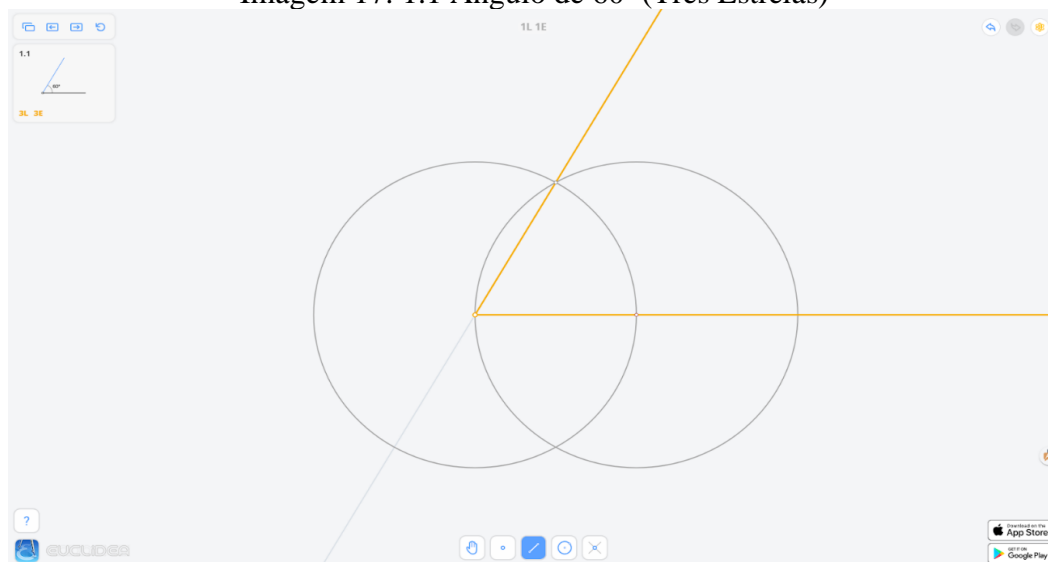 Imagem 17: 1.1 Ângulo de 60° (Três Estrelas)
1L 1E
1.1
60°
3L 3E
?
EUCLIDEA
Download on the
App Store
GET IT ON
Google Play